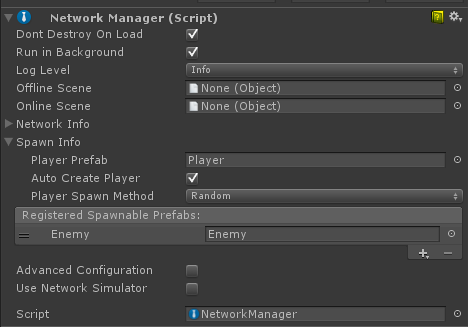 Network Manager (Script)
Dont Destroy On Load
Run in Background
Log Level Info
Offline Scene None (Object)
Online Scene None (Object)
Network Info
Spawn Info
Player Prefab Player
Auto Create Player
Player Spawn Method Random
Registered Spawnable Prefabs:
Enemy Enemy
Advanced Configuration
Use Network Simulator
Script NetworkManager